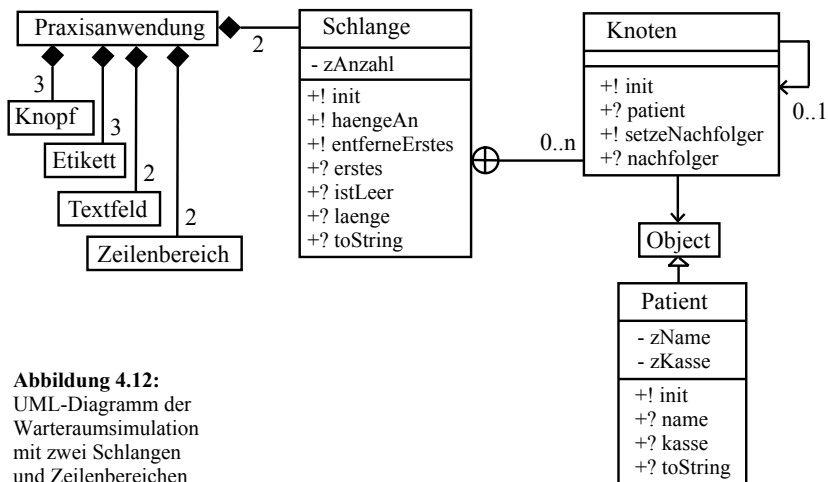 Praxisanwendung
2
3
Knopf
3
Etikett
2
Textfeld
2
Zeilenbereich
Schlange
- zAnzahl
+! init
+! haengeAn
+! entferneErstes
+? erstes
+? istLeer
+? laenge
+? toString
0..n
Knoten
+! init
+? patient
+! setzeNachfolger
+? nachfolger
0..1
Object
Patient
- zName
- zKasse
+! init
+? name
+? kasse
+? toString
Abbildung 4.12:
UML-Diagramm der
Warteraumsimulation
mit zwei Schlangen
und Zeilenbereichen